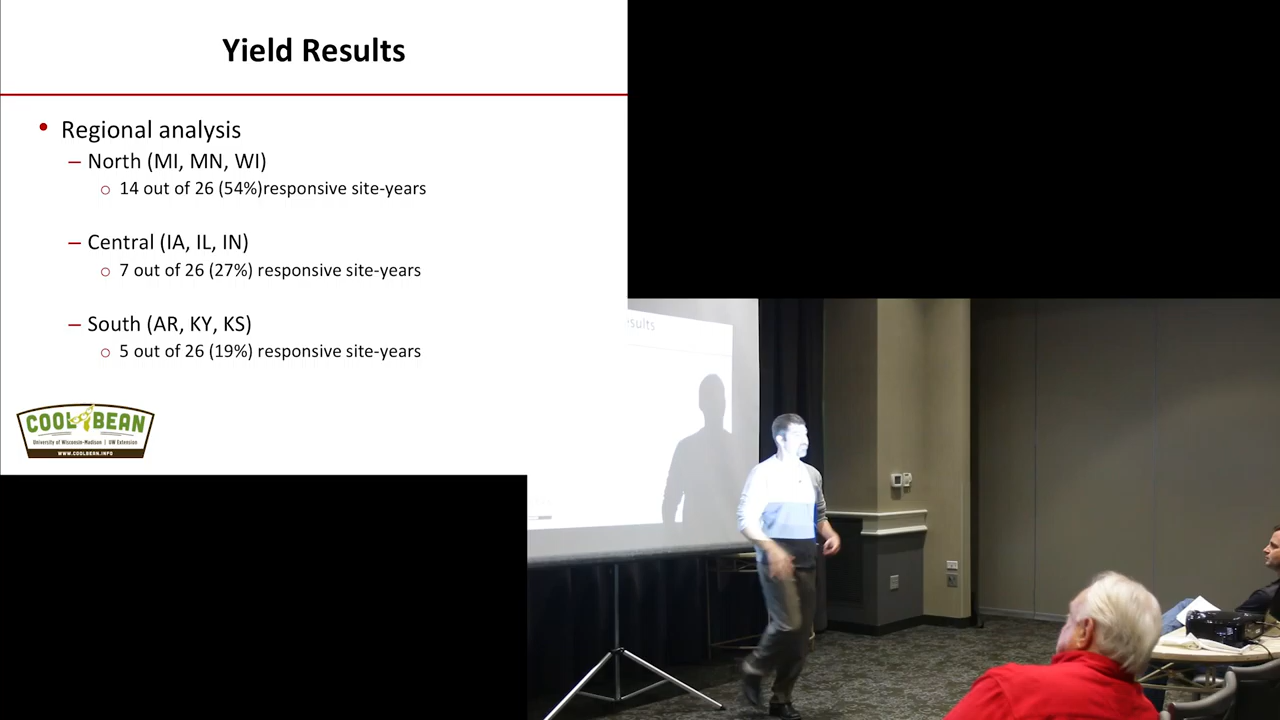 Yield Results
• Regional analysis
– North (MI, MN, WI)
○ 14 out of 26 (54%)responsive site-years
– Central (IA, IL, IN)
○ 7 out of 26 (27%) responsive site-years
– South (AR, KY, KS)
○ 5 out of 26 (19%) responsive site-years
COOL BEAN
University of Wisconsin-Madison | UW Extension
WWW.COOLBEAN.INFO
esults